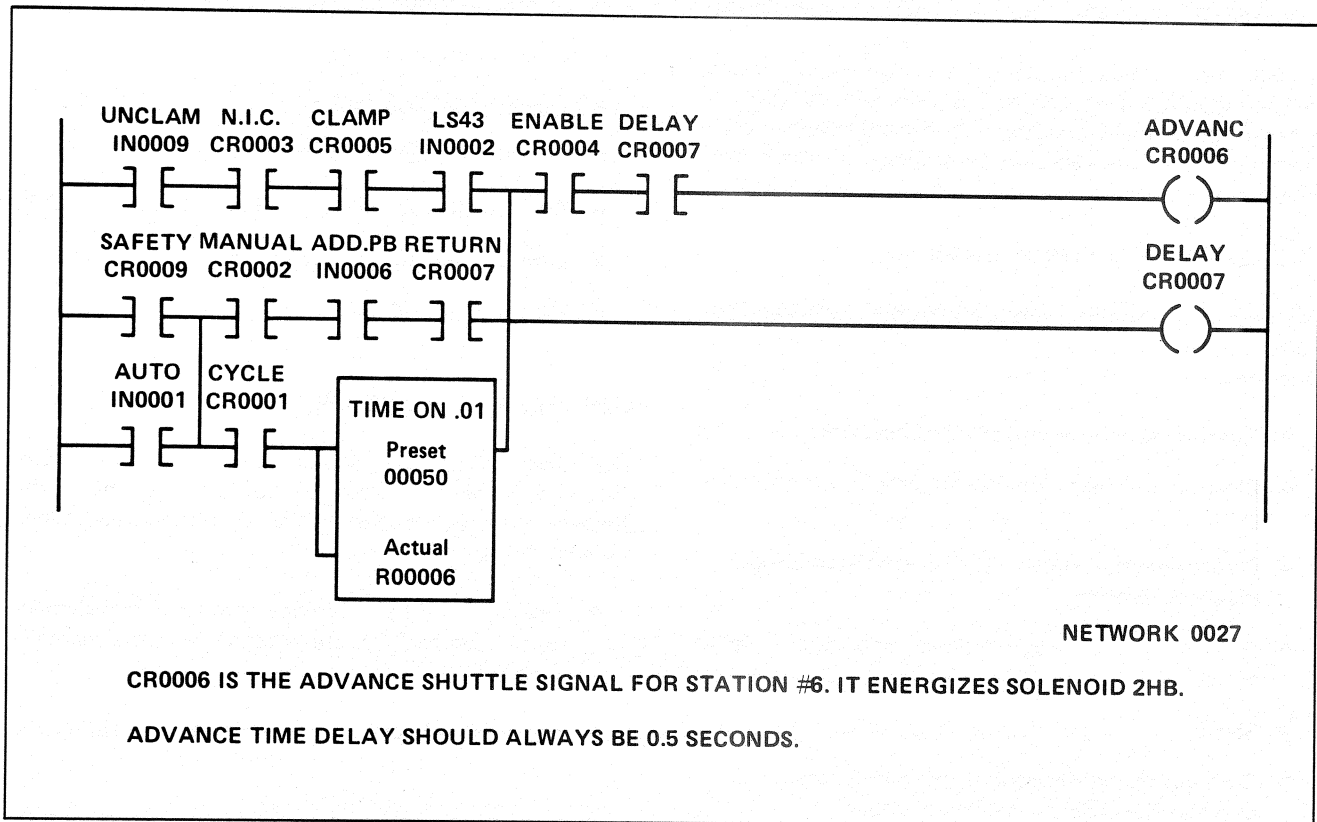 UNCLAM N.I.C. CLAMP LS43 ENABLE DELAY ADVANC
IN0009 CR0003 CR0005 IN0002 CR0004 CR0007 CR0006
SAFETY MANUAL ADD.PB RETURN DELAY
CR0009 CR0002 IN0006 CR0007 CR0007
AUTO CYCLE
IN0001 CR0001
TIME ON .01
Preset
00050
Actual
R00006
NETWORK 0027
CR0006 IS THE ADVANCE SHUTTLE SIGNAL FOR STATION #6. IT ENERGIZES SOLENOID 2HB.
ADVANCE TIME DELAY SHOULD ALWAYS BE 0.5 SECONDS.